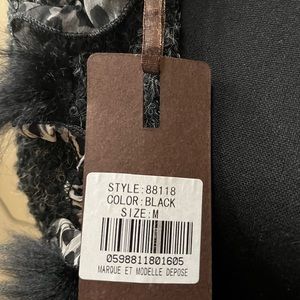 STYLE:88118
COLOR:BLACK
SIZE:M
0598811801605
MARQUE ET MODELLE DEPOSE